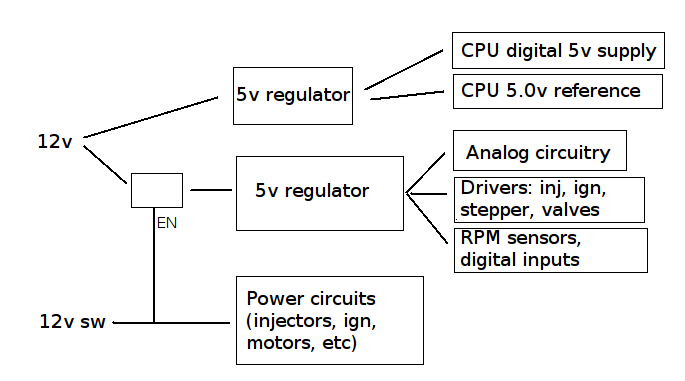 CPU digital 5v supply
5v regulator
CPU 5.0v reference
12v
Analog circuitry
5v regulator
Drivers: inj, ign,
stepper, valves
EN
RPM sensors,
digital inputs
12v sw
Power circuits
(injectors, ign,
motors, etc)